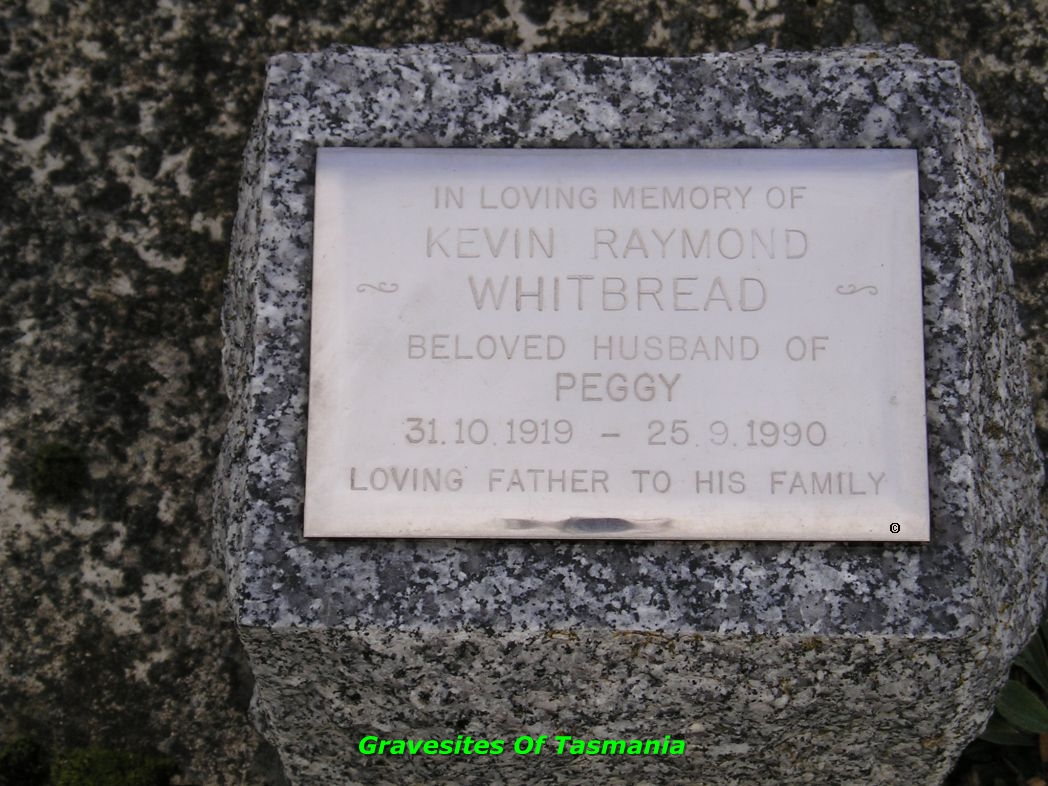 IN LOVING MEMORY OF
KEVIN RAYMOND
WHITBREAD
BELOVED HUSBAND OF
PEGGY
31.10.1919 – 25.9.1990
LOVING FATHER TO HIS FAMILY
©
Gravesites Of Tasmania